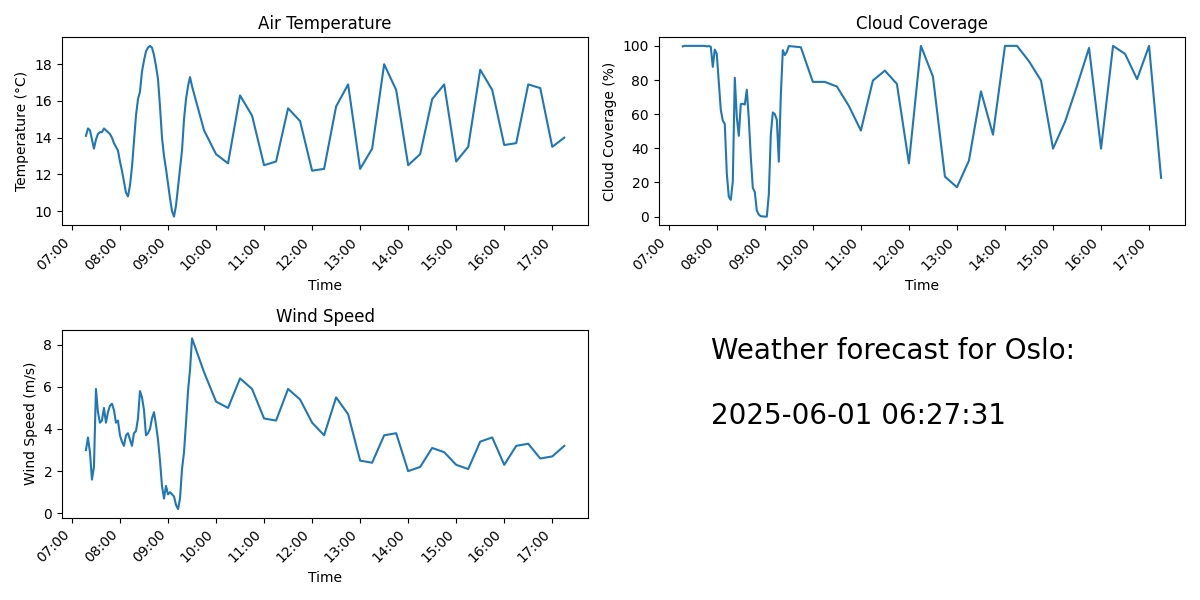 Air Temperature
Temperature (°C)
18
16
14
12
10
07:00 08:00 09:00 10:00 11:00 12:00 13:00 14:00 15:00 16:00 17:00
Time
Cloud Coverage
Cloud Coverage (%)
100
80
60
40
20
0
07:00 08:00 09:00 10:00 11:00 12:00 13:00 14:00 15:00 16:00 17:00
Time
Wind Speed
Wind Speed (m/s)
8
6
4
2
0
07:00 08:00 09:00 10:00 11:00 12:00 13:00 14:00 15:00 16:00 17:00
Time
Weather forecast for Oslo:
2025-06-01 06:27:31